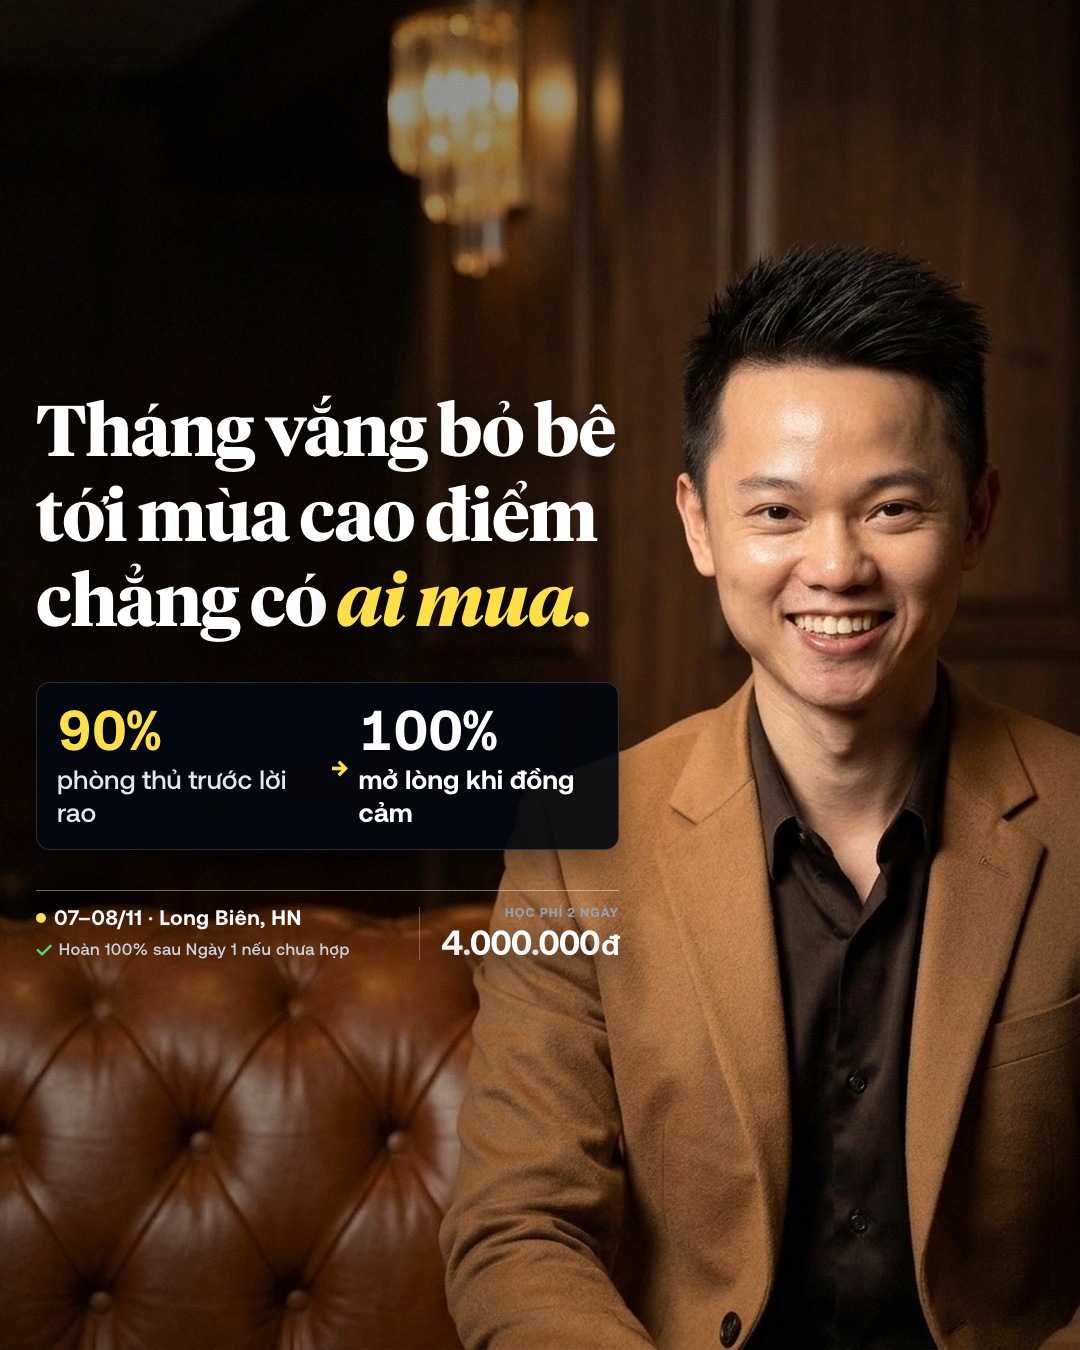 Tháng vắng bỏ bê
tới mùa cao điểm
chẳng có ai mua.
90%
phòng thủ trước lời
rao
→
100%
mở lòng khi đồng
cảm
07–08/11 · Long Biên, HN
Hoàn 100% sau Ngày 1 nếu chưa hợp
HỌC PHÍ 2 NGÀY
4.000.000đ